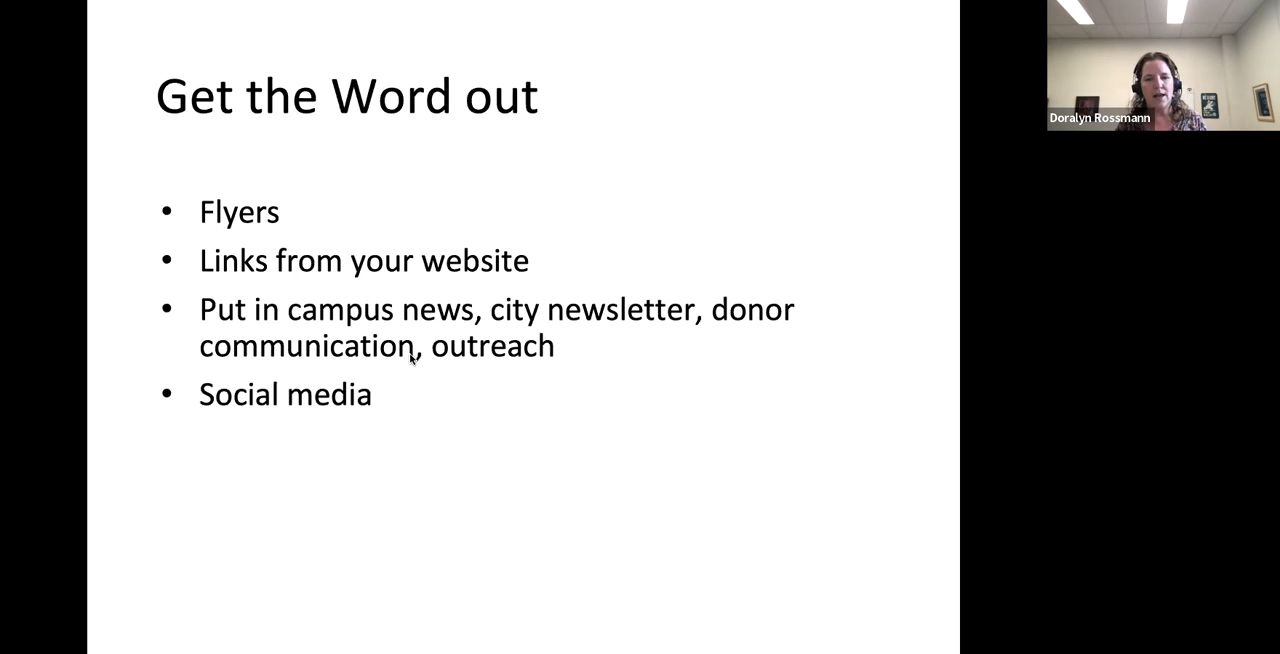 Get the Word out
• Flyers
• Links from your website
• Put in campus news, city newsletter, donor
communication, outreach
• Social media
Doralyn Rossmann